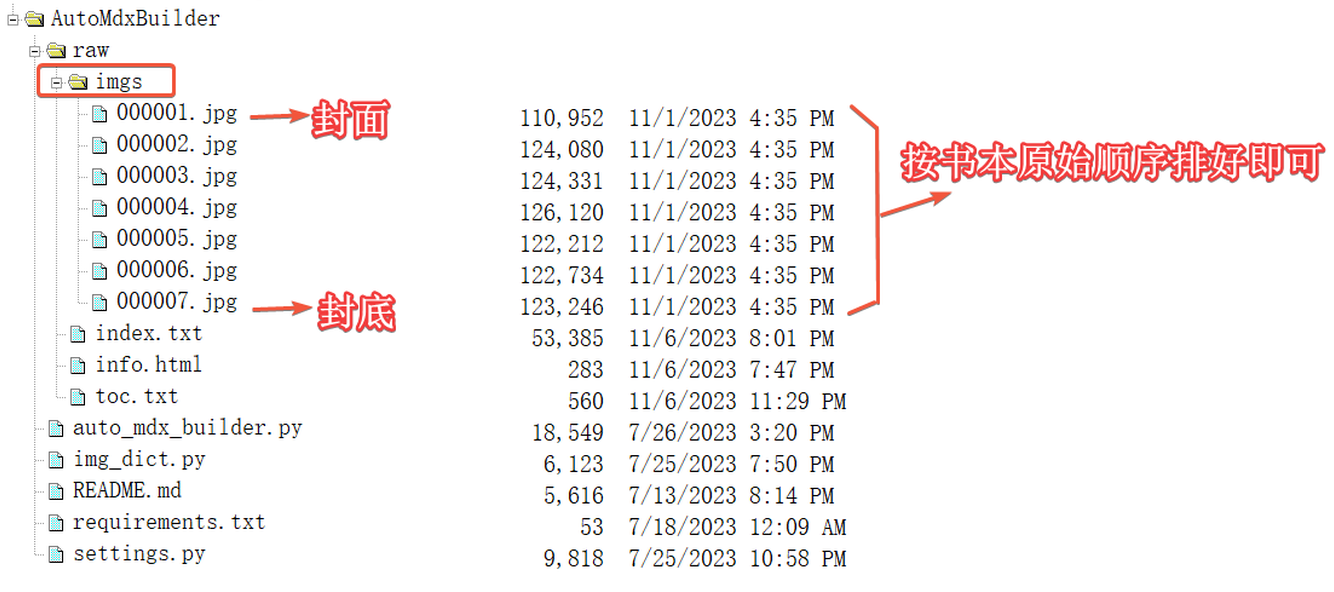 AutoMdxBuilder
raw
imgs
000001.jpg 封面 110,952 11/1/2023 4:35 PM
000002.jpg 124,080 11/1/2023 4:35 PM
000003.jpg 124,331 11/1/2023 4:35 PM 按书本原始顺序排好即可
000004.jpg 126,120 11/1/2023 4:35 PM
000005.jpg 122,212 11/1/2023 4:35 PM
000006.jpg 122,734 11/1/2023 4:35 PM
000007.jpg 封底 123,246 11/1/2023 4:35 PM
index.txt 53,385 11/6/2023 8:01 PM
info.html 283 11/6/2023 7:47 PM
toc.txt 560 11/6/2023 11:29 PM
auto_mdx_builder.py 18,549 7/26/2023 3:20 PM
img_dict.py 6,123 7/25/2023 7:50 PM
README.md 5,616 7/13/2023 8:14 PM
requirements.txt 53 7/18/2023 12:09 AM
settings.py 9,818 7/25/2023 10:58 PM